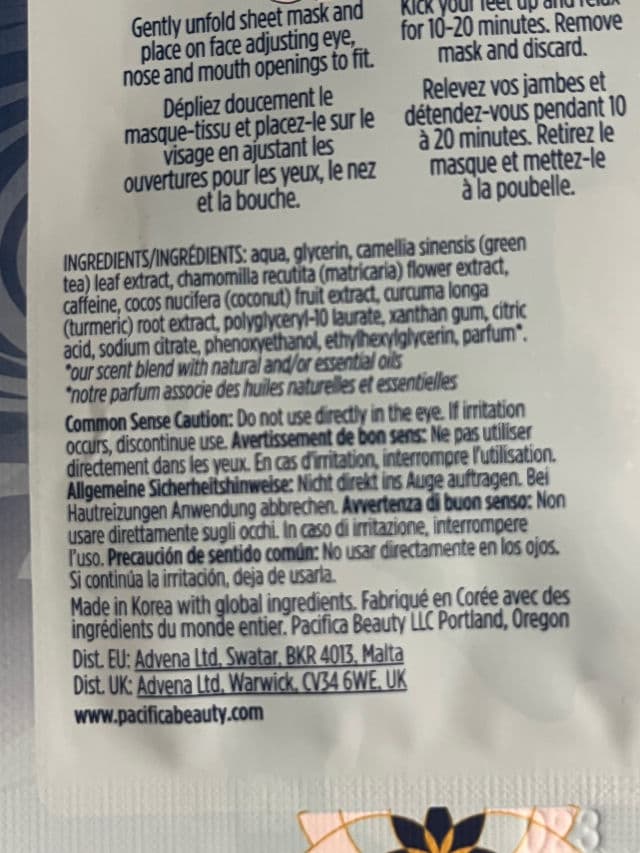 Gently unfold sheet mask and
place on face adjusting eye,
nose and mouth openings to fit.
Dépliez doucement le
masque-tissu et placez-le sur le
visage en ajustant les
ouvertures pour les yeux, le nez
et la bouche.
Kick your feet up and relax
for 10-20 minutes. Remove
mask and discard.
Relevez vos jambes et
détendez-vous pendant 10
à 20 minutes. Retirez le
masque et mettez-le
à la poubelle.
INGREDIENTS/INGRÉDIENTS: aqua, glycerin, camellia sinensis (green
tea) leaf extract, chamomilla recutita (matricaria) flower extract,
caffeine, cocos nucifera (coconut) fruit extract, curcuma longa
(turmeric) root extract, polyglyceryl-10 laurate, xanthan gum, citric
acid, sodium citrate, phenoxyethanol, ethylhexylglycerin, parfum*.
*our scent blend with natural and/or essential oils
*notre parfum associe des huiles naturelles et essentielles
Common Sense Caution: Do not use directly in the eye. If irritation
occurs, discontinue use. Avertissement de bon sens: Ne pas utiliser
directement dans les yeux. En cas d'irritation, interrompre l'utilisation.
Allgemeine Sicherheitshinweise: Nicht direkt ins Auge auftragen. Bei
Hautreizungen Anwendung abbrechen. Avvertenza di buon senso: Non
usare direttamente sugli occhi. In caso di irritazione, interrompere
l'uso. Precaución de sentido común: No usar directamente en los ojos.
Si continúa la irritación, deja de usarla.
Made in Korea with global ingredients. Fabriqué en Corée avec des
ingrédients du monde entier. Pacifica Beauty LLC Portland, Oregon
Dist. EU: Advena Ltd, Swatar, BKR 4013, Malta
Dist. UK: Advena Ltd, Warwick, CV34 6WE, UK
www.pacificabeauty.com